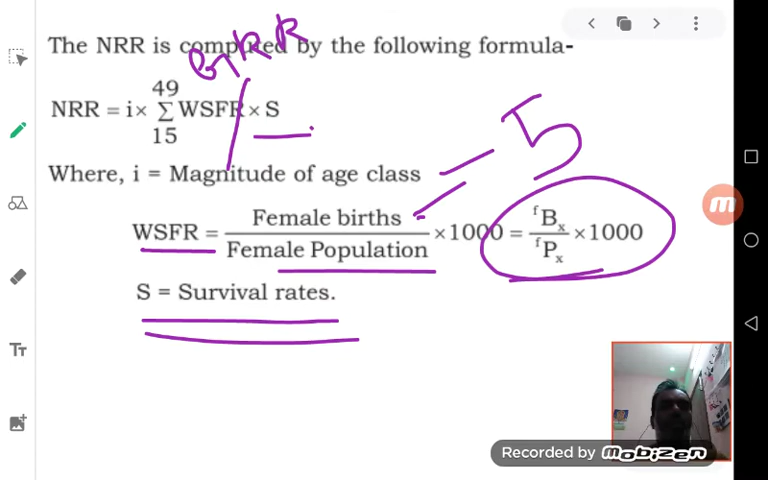 The NRR is computed by the following formula-
GRR
49
NRR = i× Σ WSFR × S
15
5
Where, i = Magnitude of age class
WSFR = Female births / Female Population ×1000 = fBx / fPx ×1000
S = Survival rates.
Tт
m
Recorded by mobizen